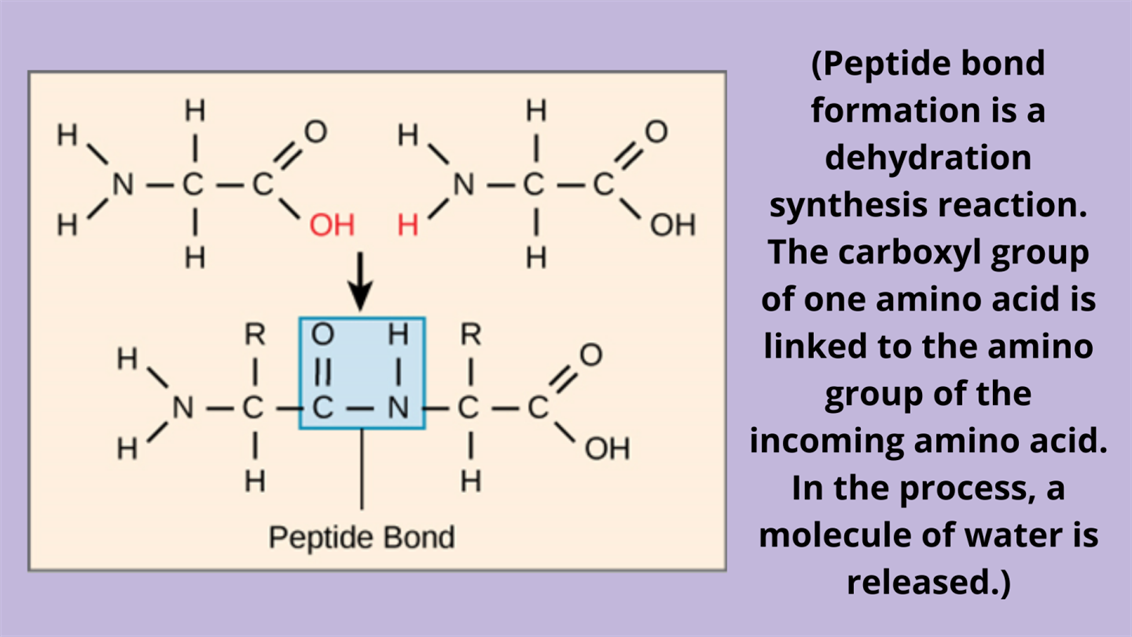 H H
H O H O
N C C N C C
H OH H OH
H H
R O H R
H O
N C C N C C
H OH
H H
Peptide Bond
(Peptide bond
formation is a
dehydration
synthesis reaction.
The carboxyl group
of one amino acid is
linked to the amino
group of the
incoming amino acid.
In the process, a
molecule of water is
released.)